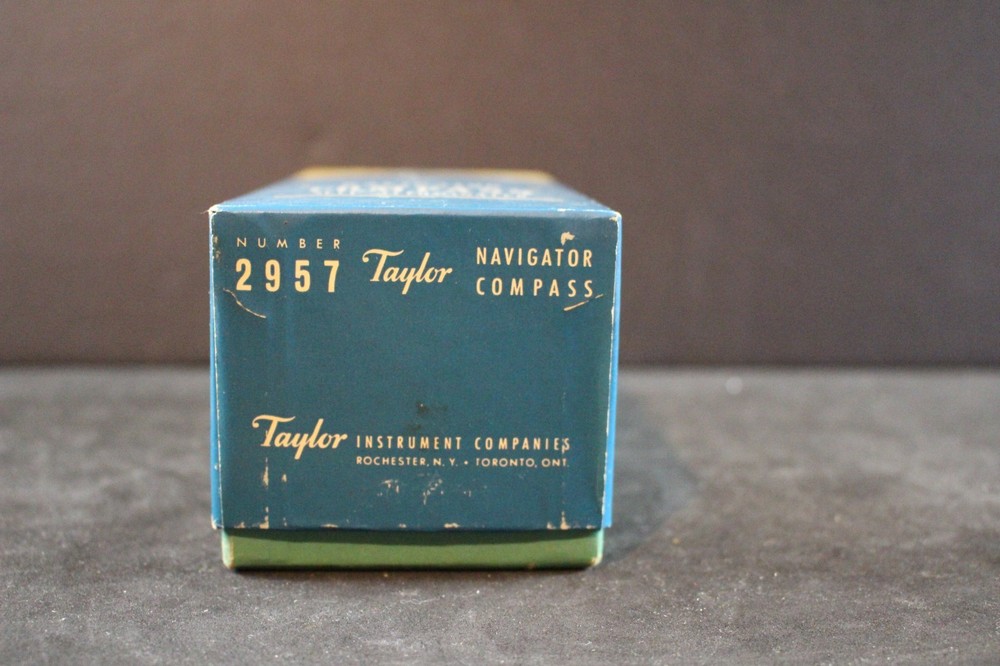 NUMBER
2957
Taylor
NAVIGATOR
COMPASS
Taylor INSTRUMENT COMPANIES
ROCHESTER, N.Y. • TORONTO, ONT.